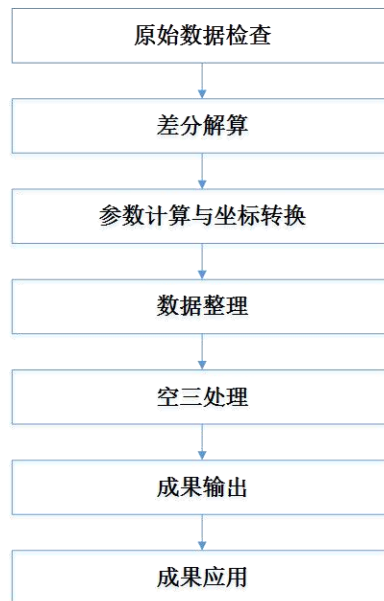 原始数据检查
差分解算
参数计算与坐标转换
数据整理
空三处理
成果输出
成果应用